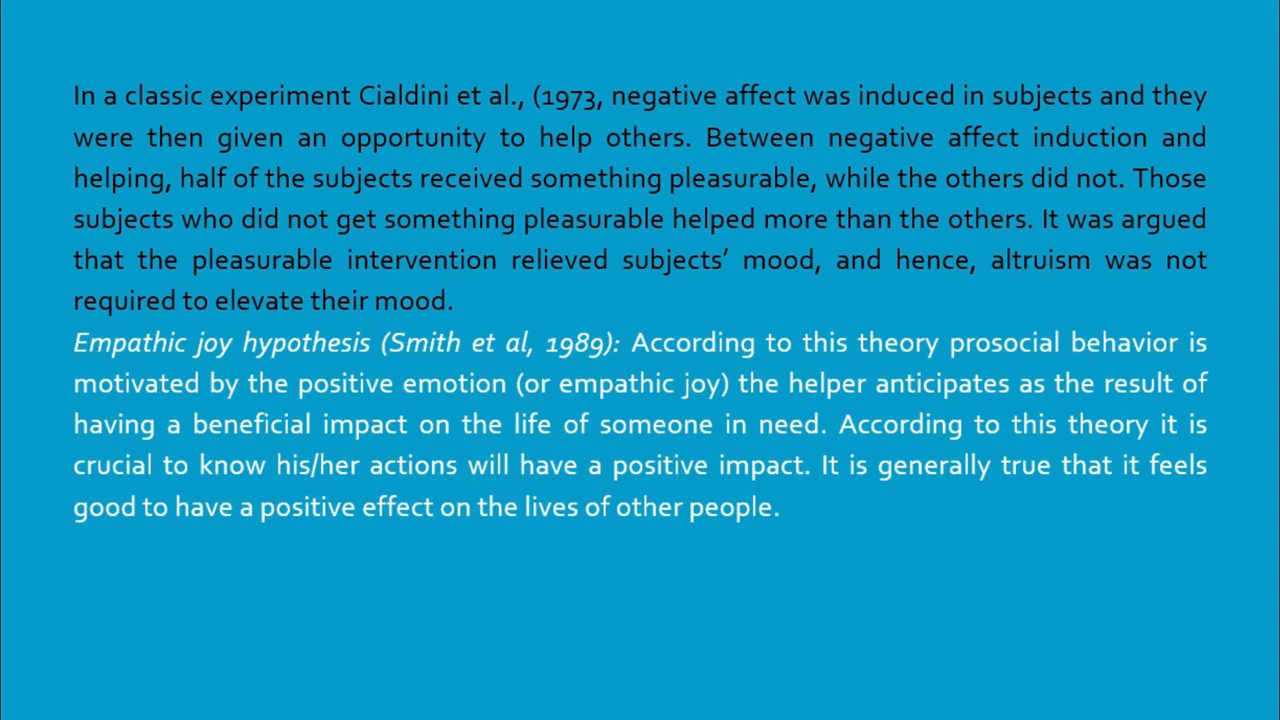 In a classic experiment Cialdini et al., (1973, negative affect was induced in subjects and they
were then given an opportunity to help others. Between negative affect induction and
helping, half of the subjects received something pleasurable, while the others did not. Those
subjects who did not get something pleasurable helped more than the others. It was argued
that the pleasurable intervention relieved subjects’ mood, and hence, altruism was not
required to elevate their mood.
Empathic joy hypothesis (Smith et al, 1989): According to this theory prosocial behavior is
motivated by the positive emotion (or empathic joy) the helper anticipates as the result of
having a beneficial impact on the life of someone in need. According to this theory it is
crucial to know his/her actions will have a positive impact. It is generally true that it feels
good to have a positive effect on the lives of other people.